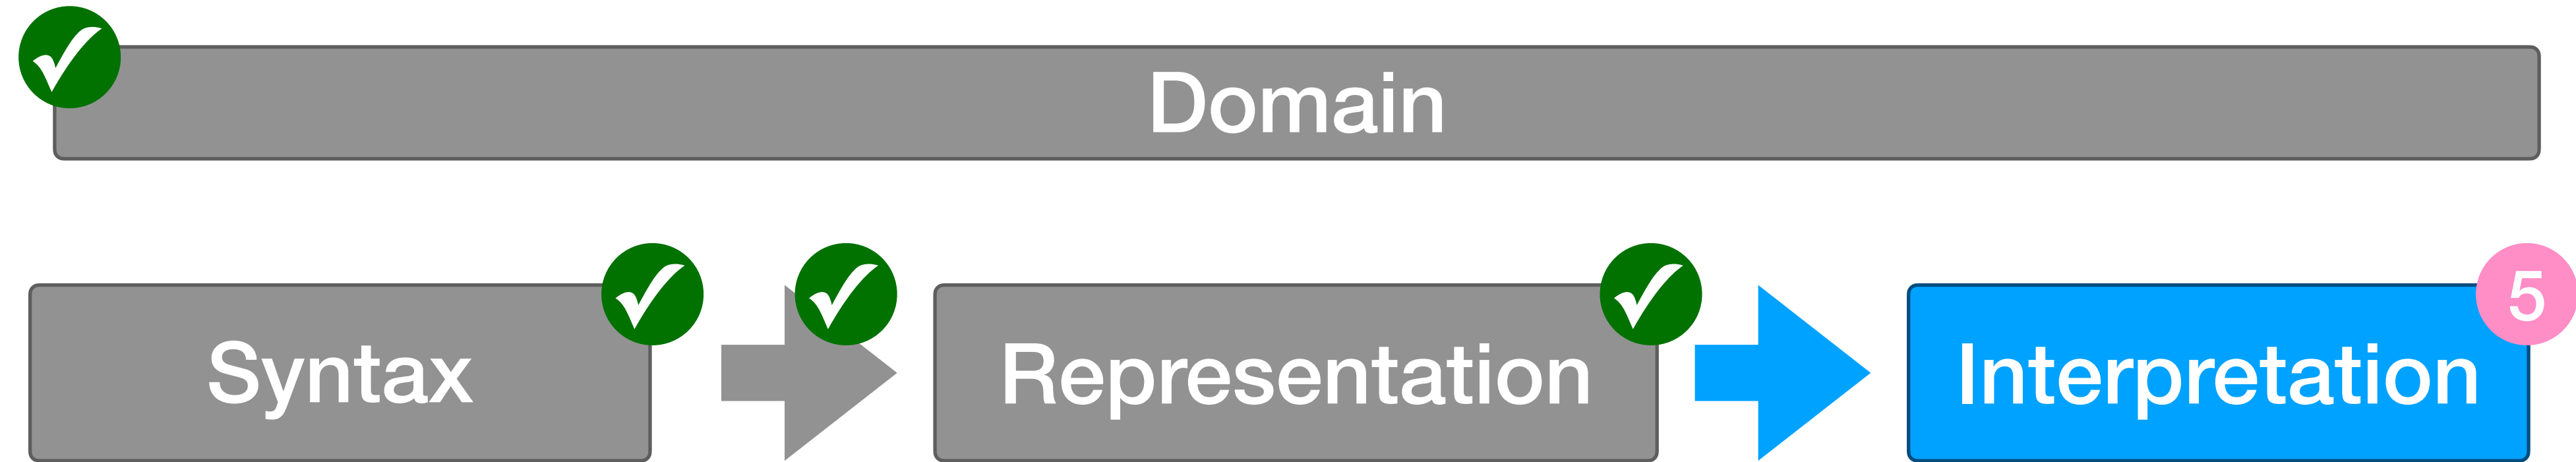 Domain
Syntax
Representation
Interpretation
5